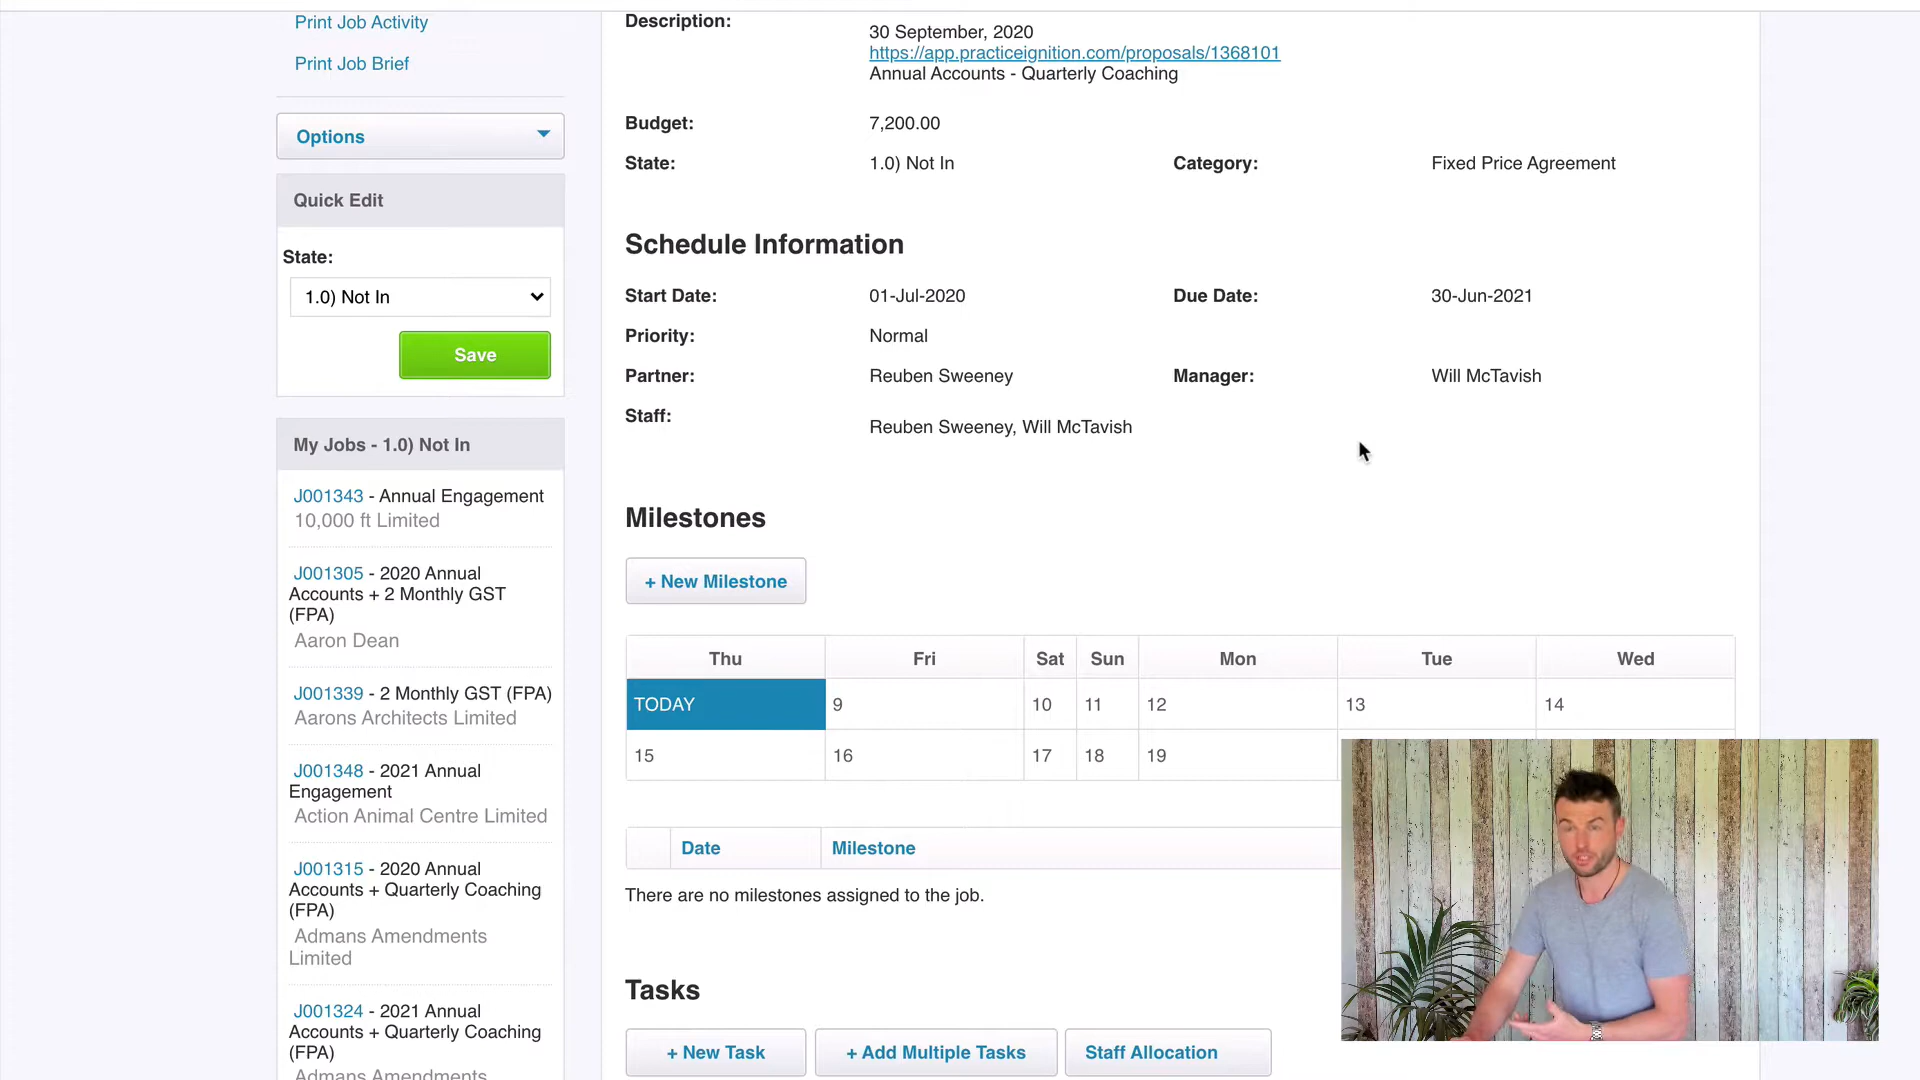 Print Job Activity
Print Job Brief
Options
Quick Edit
State:
1.0) Not In
Save
My Jobs - 1.0) Not In
J001343 - Annual Engagement
10,000 ft Limited
J001305 - 2020 Annual
Accounts + 2 Monthly GST
(FPA)
Aaron Dean
J001339 - 2 Monthly GST (FPA)
Aarons Architects Limited
J001348 - 2021 Annual
Engagement
Action Animal Centre Limited
J001315 - 2020 Annual
Accounts + Quarterly Coaching
(FPA)
Admans Amendments
Limited
J001324 - 2021 Annual
Accounts + Quarterly Coaching
(FPA)
Admans Amendments
Description:
30 September, 2020
https://app.practiceignition.com/proposals/1368101
Annual Accounts - Quarterly Coaching
Budget: 7,200.00
State: 1.0) Not In Category: Fixed Price Agreement
Schedule Information
Start Date: 01-Jul-2020 Due Date: 30-Jun-2021
Priority: Normal
Partner: Reuben Sweeney Manager: Will McTavish
Staff: Reuben Sweeney, Will McTavish
Milestones
+ New Milestone
Thu Fri Sat Sun Mon Tue Wed
TODAY 9 10 11 12 13 14
15 16 17 18 19
Date Milestone
There are no milestones assigned to the job.
Tasks
+ New Task + Add Multiple Tasks Staff Allocation